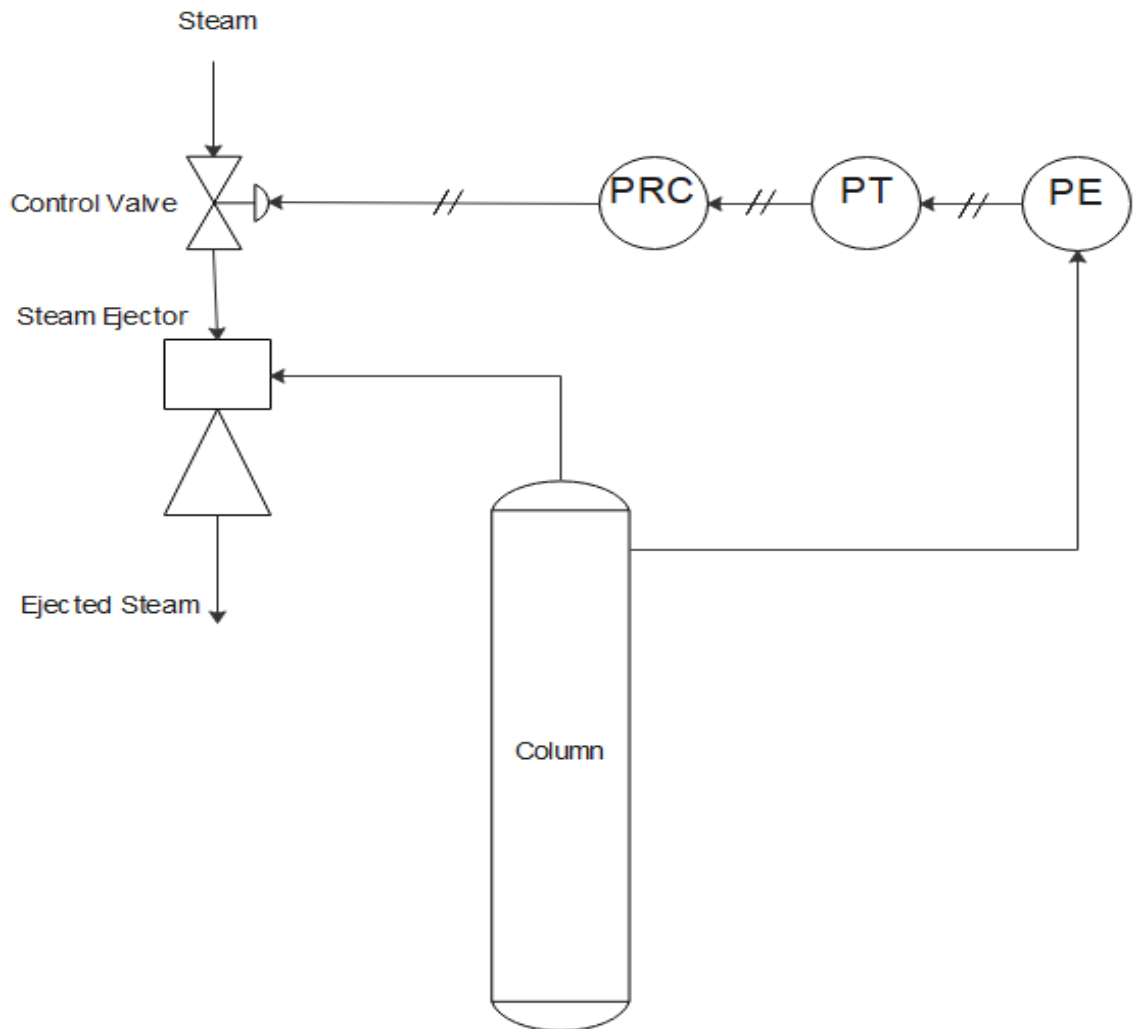 Steam
Control Valve
PRC
PT
PE
Steam Ejector
Ejected Steam
Column